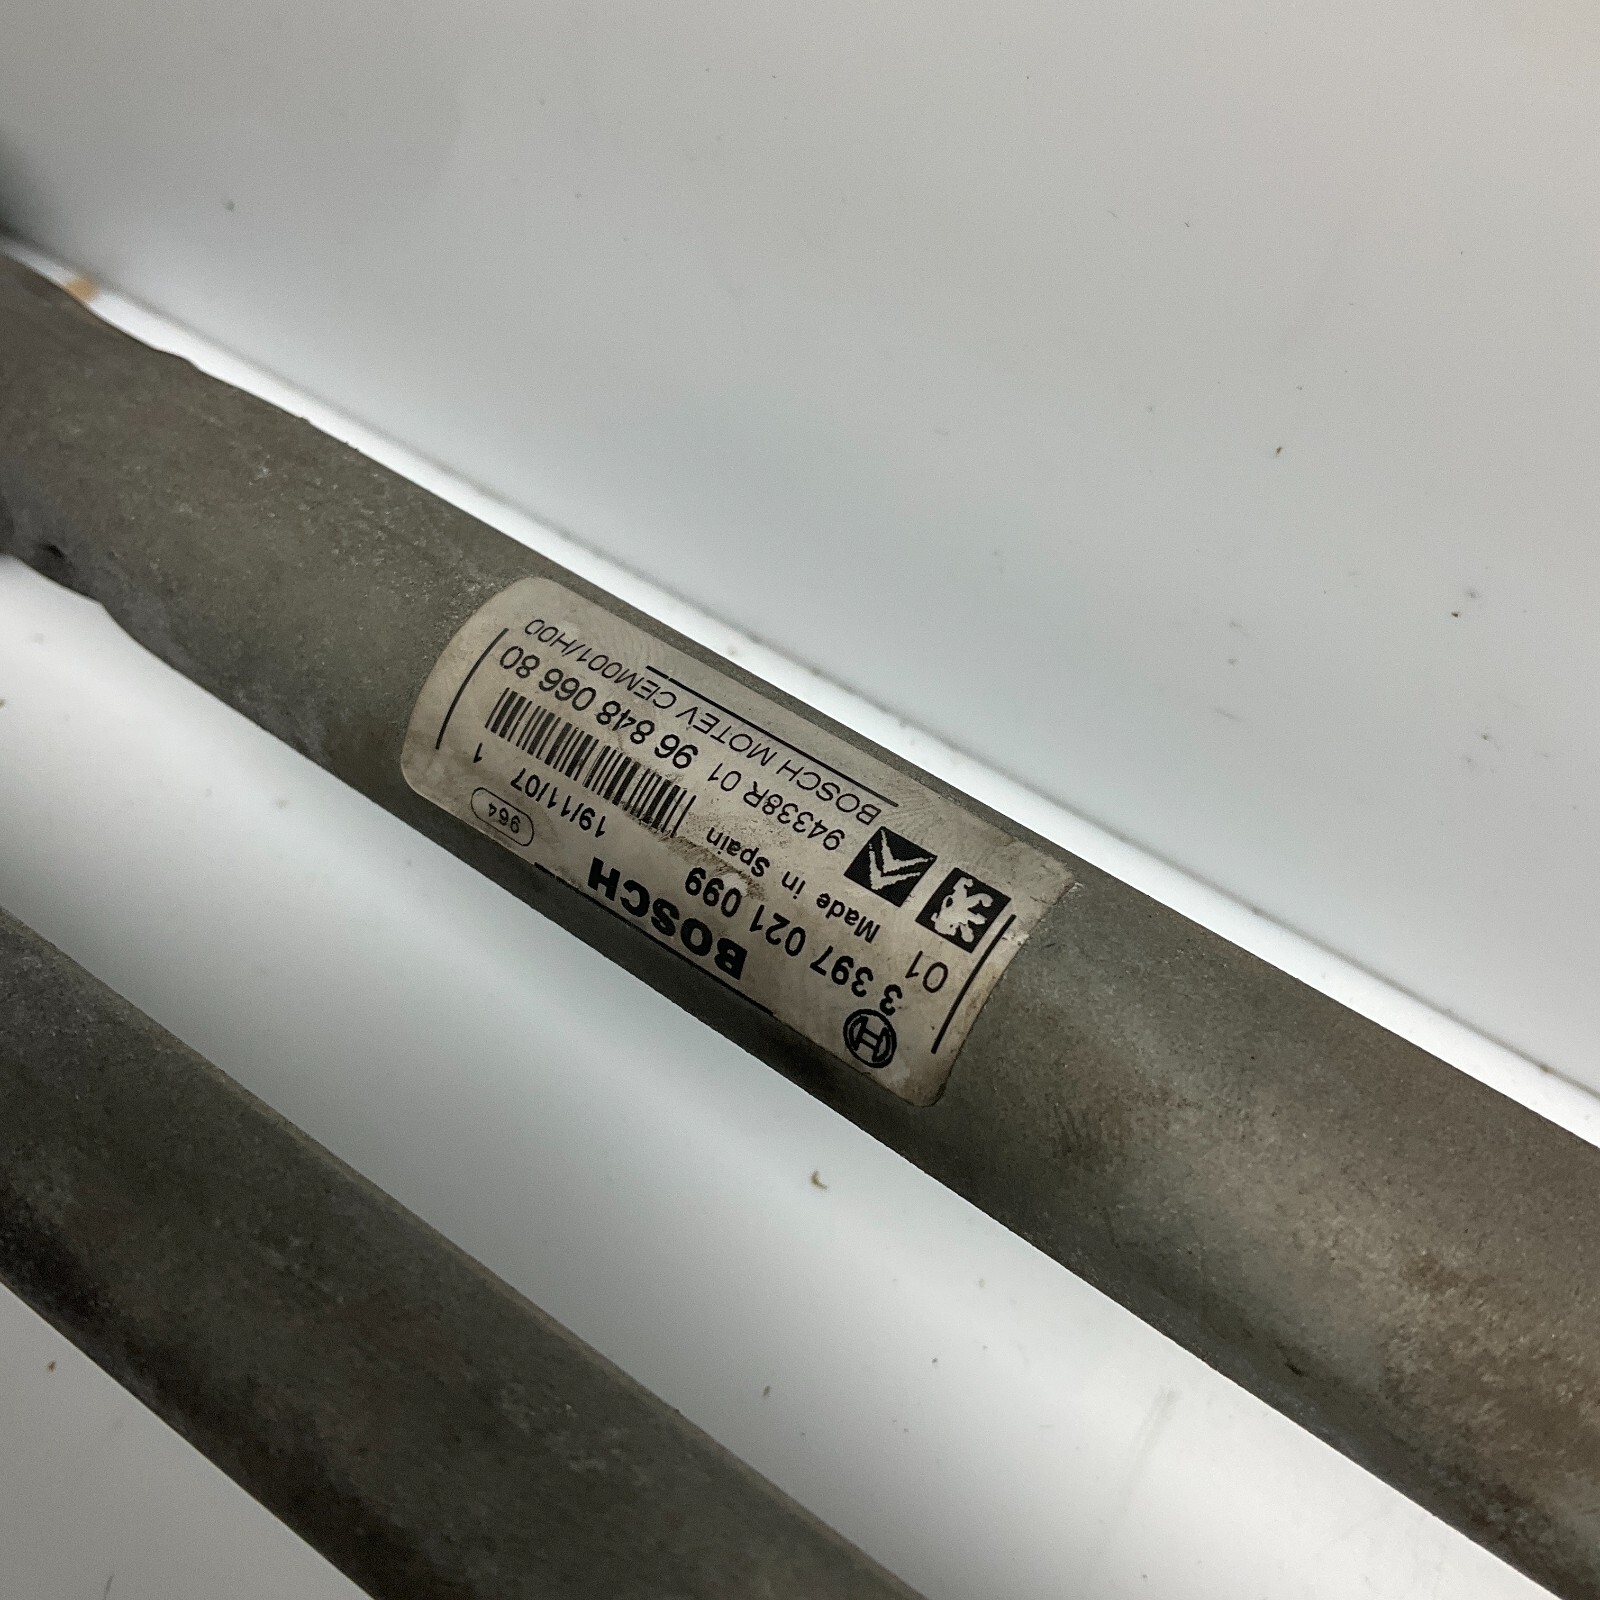 BOSCH
964
3 397 021 099
19/11/07 1
01 Made in Spain
94338R 01 96 848 066 80
BOSCH MOTEV CEM001/H00